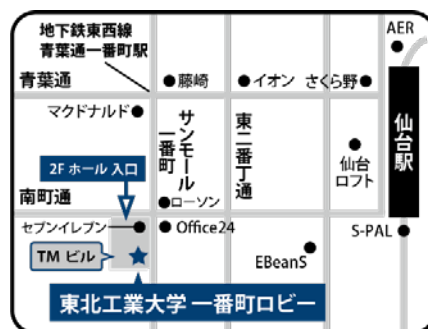 地下鉄東西線
青葉通一番町駅
AER
青葉通
藤崎
イオン
さくら野
マクドナルド
サンモール
一番町
東二番丁通
仙台
ロフト
仙台駅
2F ホール 入口
南町通
ローソン
セブンイレブン
Office24
S-PAL
TM ビル
EBeanS
東北工業大学 一番町ロビー